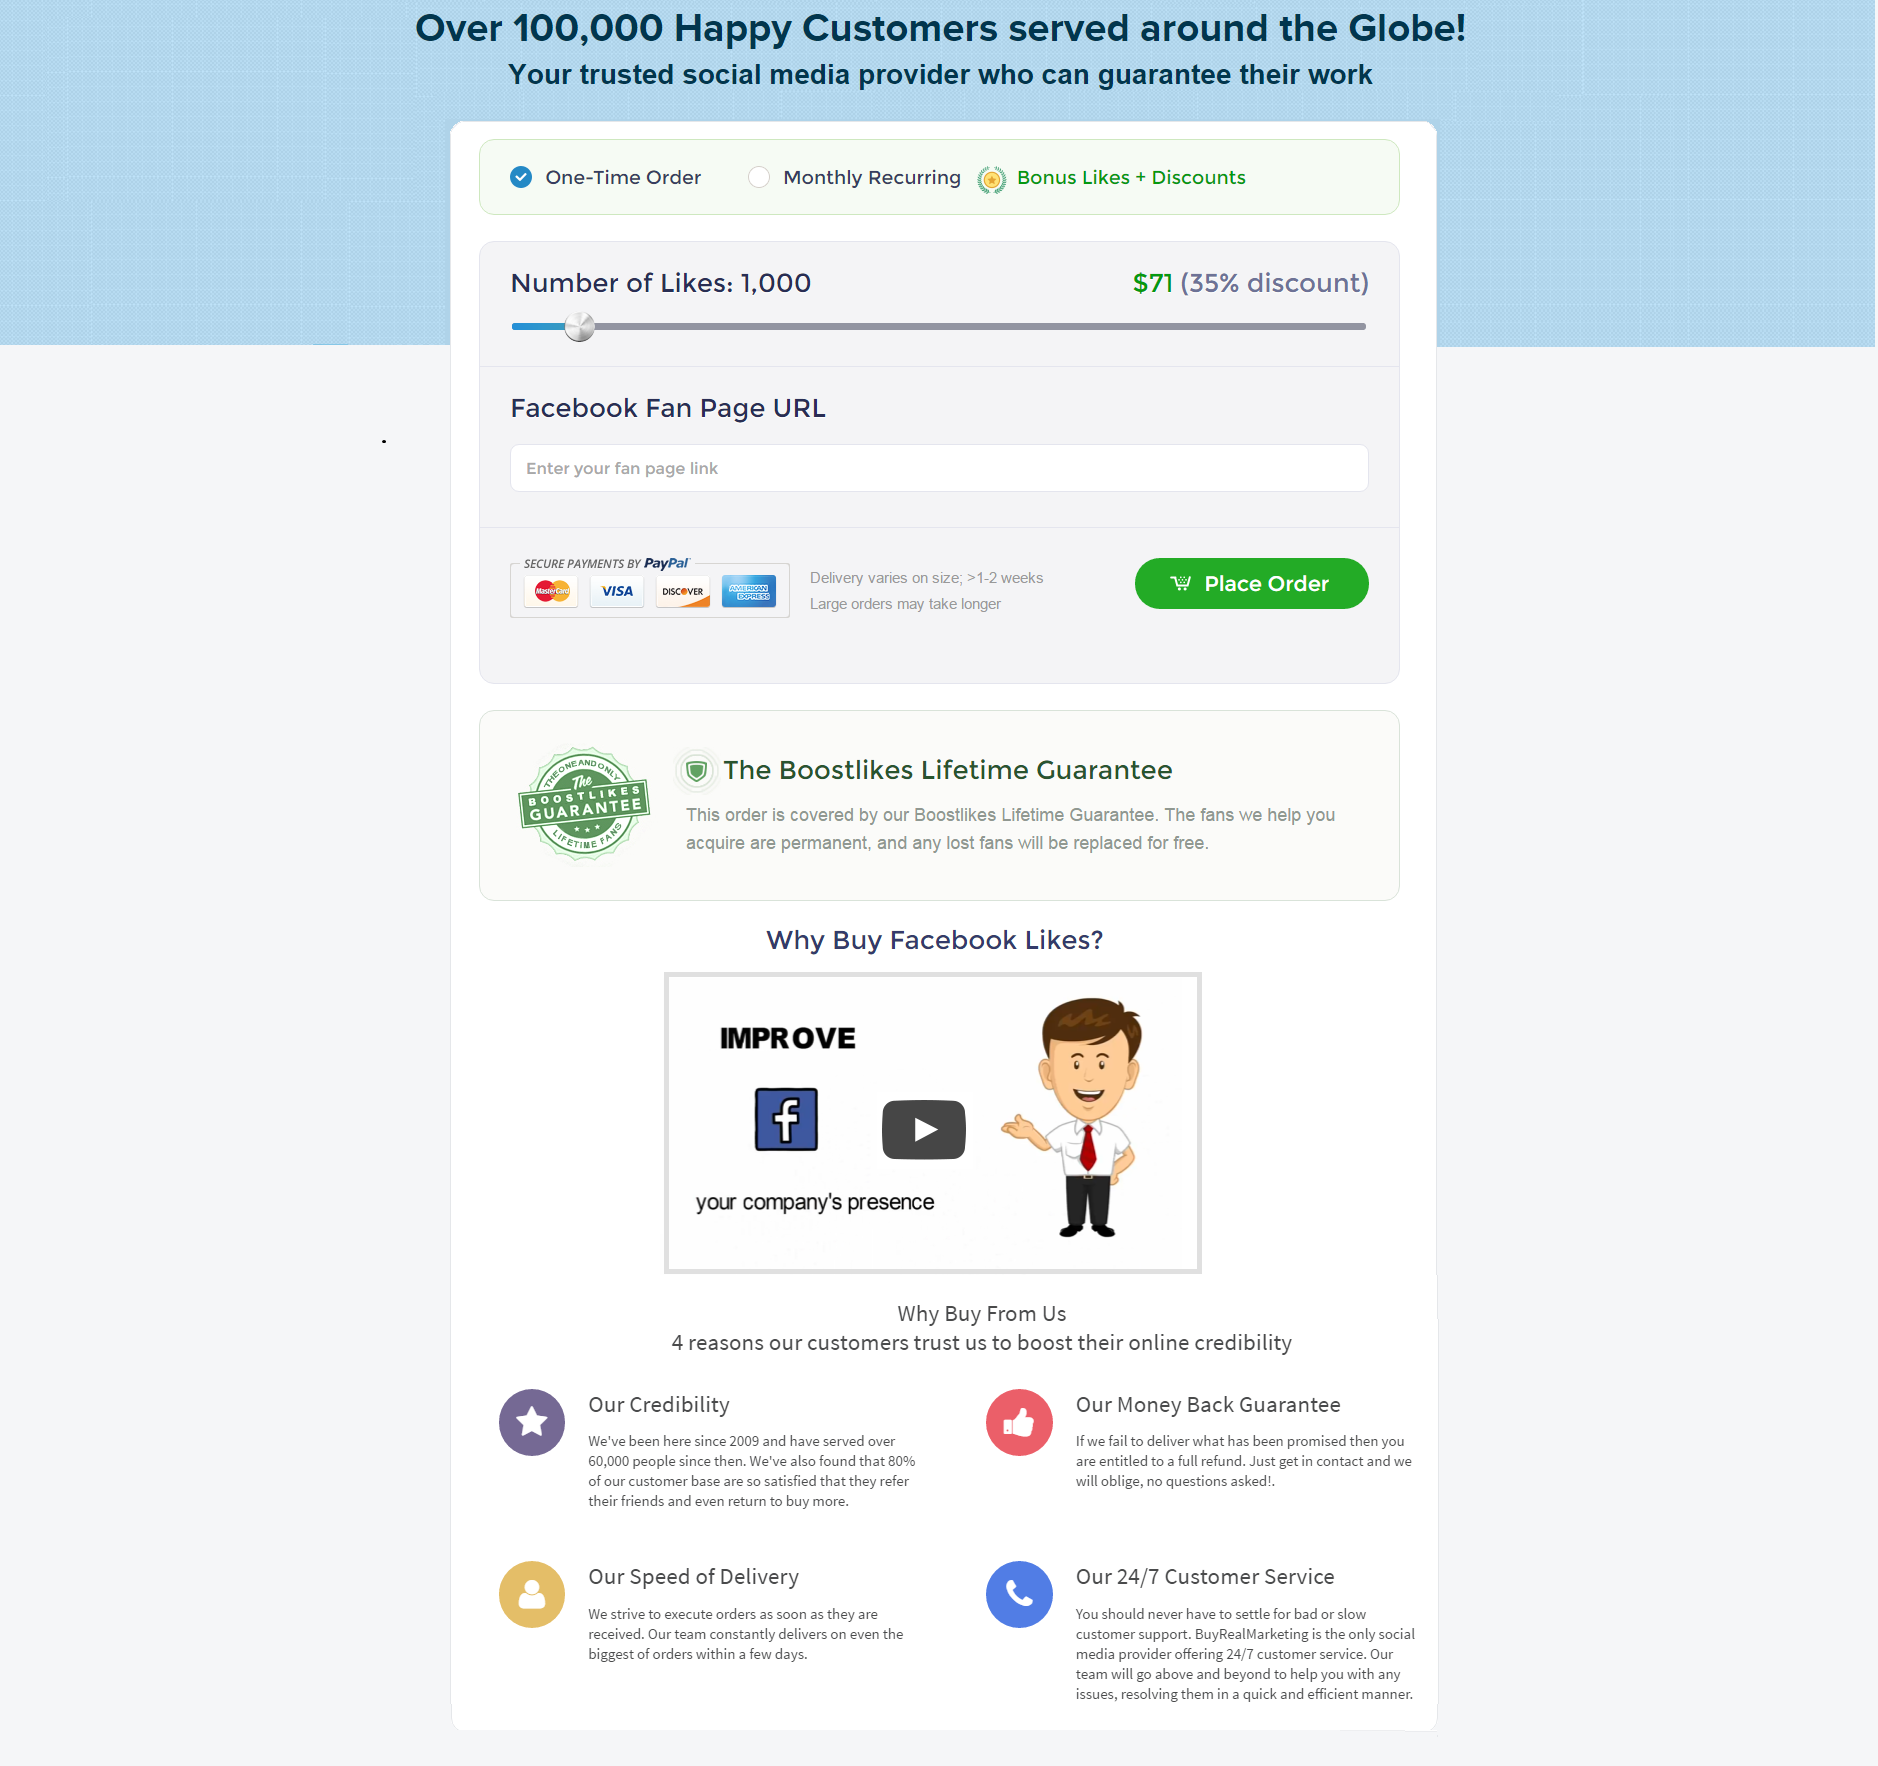 Over 100,000 Happy Customers served around the Globe!
Your trusted social media provider who can guarantee their work
One-Time Order
Monthly Recurring
Bonus Likes + Discounts
Number of Likes: 1,000
$71 (35% discount)
Facebook Fan Page URL
Enter your fan page link
SECURE PAYMENTS BY PayPal
MasterCard
VISA
DISCOVER
AMERICAN EXPRESS
Delivery varies on size; >1-2 weeks
Large orders may take longer
Place Order
THE ONE AND ONLY
The
BOOSTLIKES
GUARANTEE
LIFETIME FANS
The Boostlikes Lifetime Guarantee
This order is covered by our Boostlikes Lifetime Guarantee. The fans we help you
acquire are permanent, and any lost fans will be replaced for free.
Why Buy Facebook Likes?
IMPROVE
f
your company's presence
Why Buy From Us
4 reasons our customers trust us to boost their online credibility
Our Credibility
We've been here since 2009 and have served over
60,000 people since then. We've also found that 80%
of our customer base are so satisfied that they refer
their friends and even return to buy more.
Our Money Back Guarantee
If we fail to deliver what has been promised then you
are entitled to a full refund. Just get in contact and we
will oblige, no questions asked!.
Our Speed of Delivery
We strive to execute orders as soon as they are
received. Our team constantly delivers on even the
biggest of orders within a few days.
Our 24/7 Customer Service
You should never have to settle for bad or slow
customer support. BuyRealMarketing is the only social
media provider offering 24/7 customer service. Our
team will go above and beyond to help you with any
issues, resolving them in a quick and efficient manner.